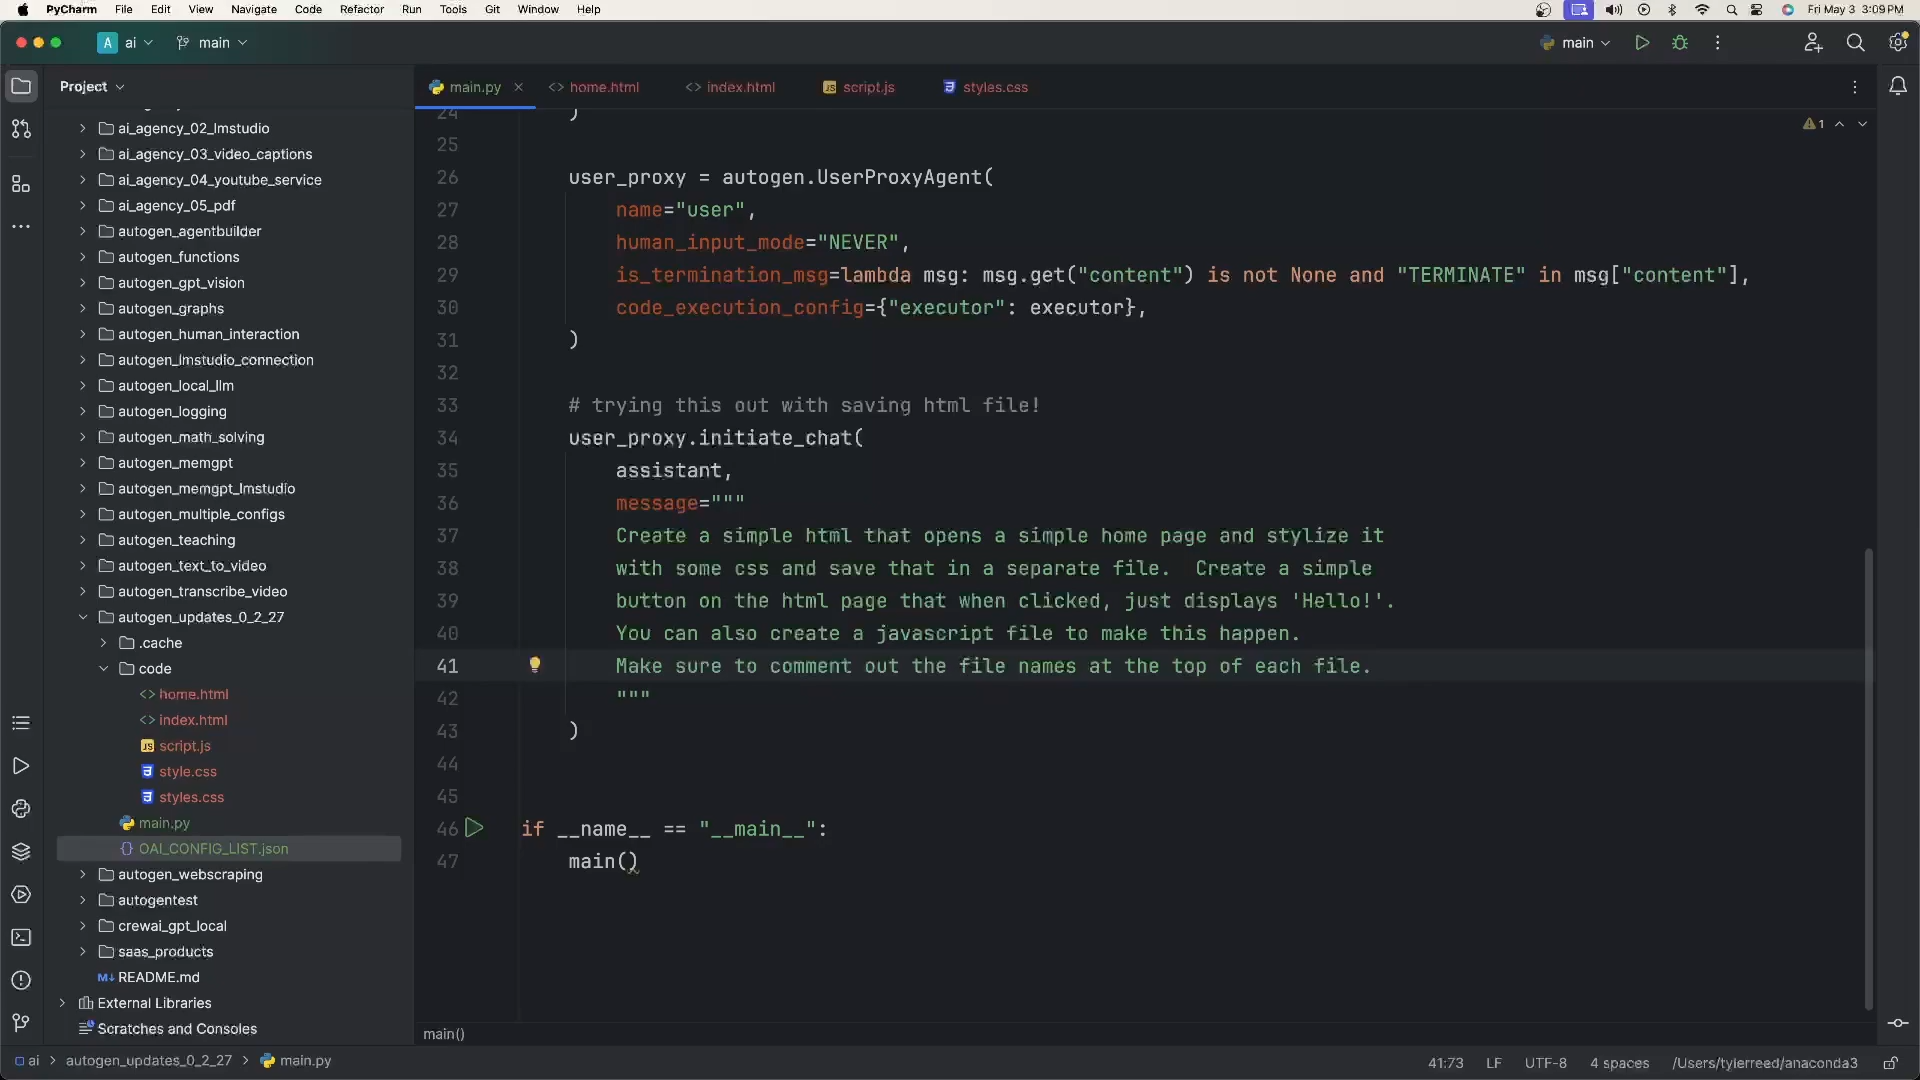 PyCharm File Edit View Navigate Code Refactor Run Tools Git Window Help Fri May 3 3:09 PM
A ai main main
Project
main.py home.html index.html script.js styles.css
ai_agency_02_lmstudio
ai_agency_03_video_captions
ai_agency_04_youtube_service
ai_agency_05_pdf
autogen_agentbuilder
autogen_functions
autogen_gpt_vision
autogen_graphs
autogen_human_interaction
autogen_lmstudio_connection
autogen_local_llm
autogen_logging
autogen_math_solving
autogen_memgpt
autogen_memgpt_lmstudio
autogen_multiple_configs
autogen_teaching
autogen_text_to_video
autogen_transcribe_video
autogen_updates_0_2_27
.cache
code
<> home.html
<> index.html
JS script.js
style.css
styles.css
main.py
{} OAI_CONFIG_LIST.json
autogen_webscraping
autogentest
crewai_gpt_local
saas_products
M↓ README.md
External Libraries
Scratches and Consoles
1
24 )
25
26 user_proxy = autogen.UserProxyAgent(
27 name="user",
28 human_input_mode="NEVER",
29 is_termination_msg=lambda msg: msg.get("content") is not None and "TERMINATE" in msg["content"],
30 code_execution_config={"executor": executor},
31 )
32
33 # trying this out with saving html file!
34 user_proxy.initiate_chat(
35 assistant,
36 message="""
37 Create a simple html that opens a simple home page and stylize it
38 with some css and save that in a separate file.  Create a simple
39 button on the html page that when clicked, just displays 'Hello!'.
40 You can also create a javascript file to make this happen.
41 Make sure to comment out the file names at the top of each file.
42 """
43 )
44
45
46 if __name__ == "__main__":
47 main()
main()
ai > autogen_updates_0_2_27 > main.py 41:73 LF UTF-8 4 spaces /Users/tylerreed/anaconda3